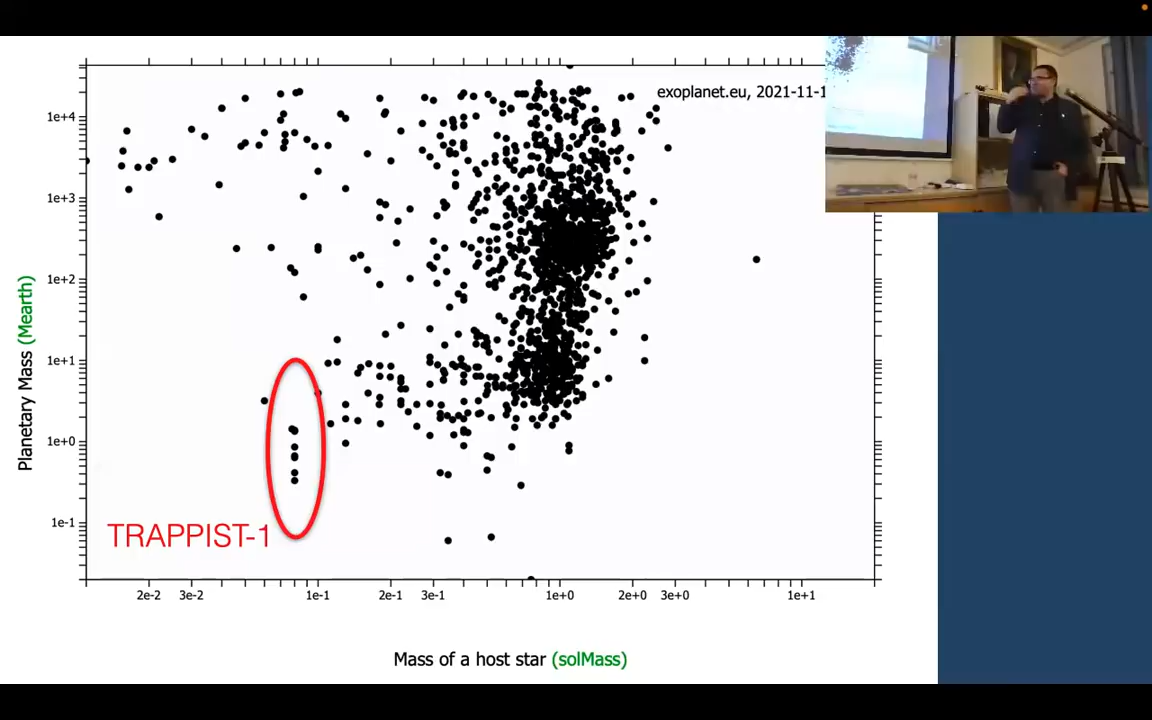 exoplanet.eu, 2021-11-1
1e+4
1e+3
1e+2
1e+1
1e+0
1e-1
Planetary Mass (Mearth)
TRAPPIST-1
2e-2 3e-2 1e-1 2e-1 3e-1 1e+0 2e+0 3e+0 1e+1
Mass of a host star (solMass)